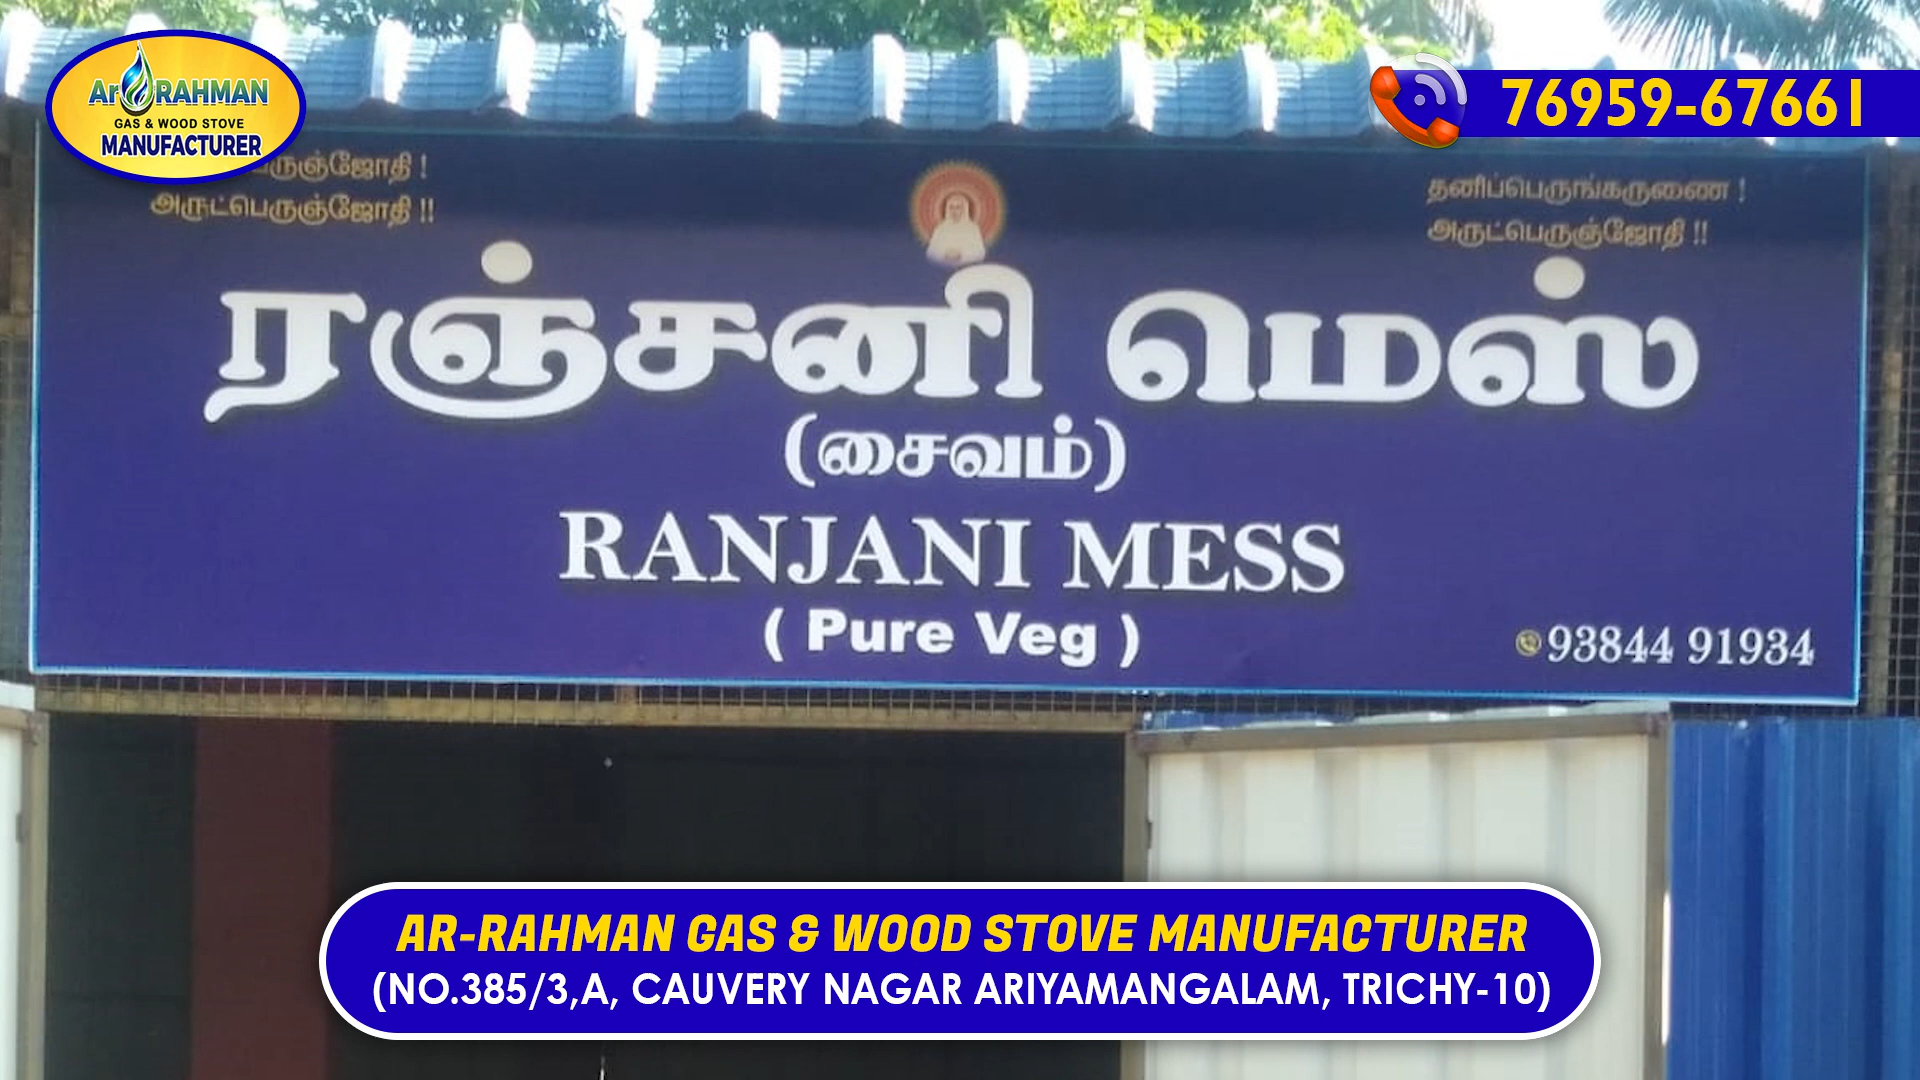 Ar RAHMAN
GAS & WOOD STOVE
MANUFACTURER
76959-67661
அருட்பெருஞ்ஜோதி !!
தனிப்பெருங்கருணை !
அருட்பெருஞ்ஜோதி !!
ரஞ்சனி மெஸ்
(சைவம்)
RANJANI MESS
( Pure Veg )
93844 91934
AR-RAHMAN GAS & WOOD STOVE MANUFACTURER
(NO.385/3,A, CAUVERY NAGAR ARIYAMANGALAM, TRICHY-10)